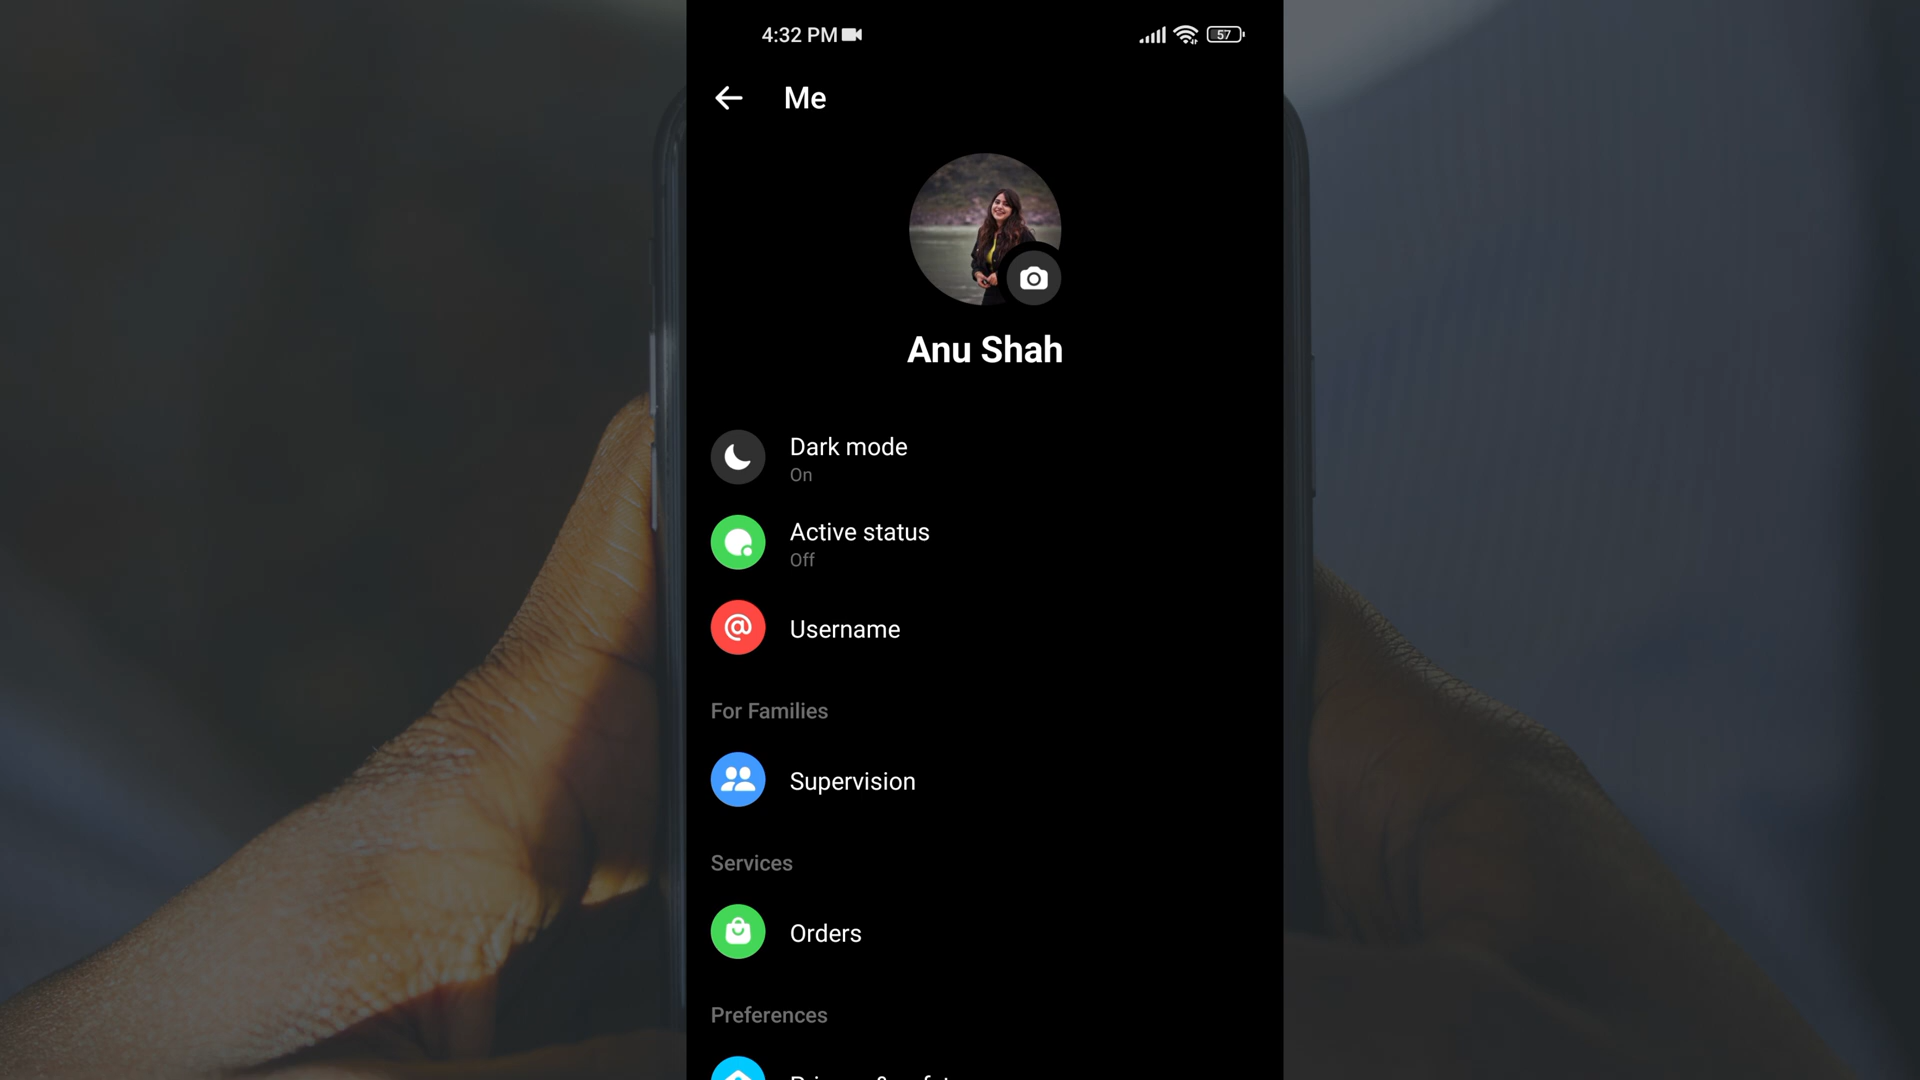 4:32 PM
57
Me
Anu Shah
Dark mode
On
Active status
Off
@
Username
For Families
Supervision
Services
Orders
Preferences